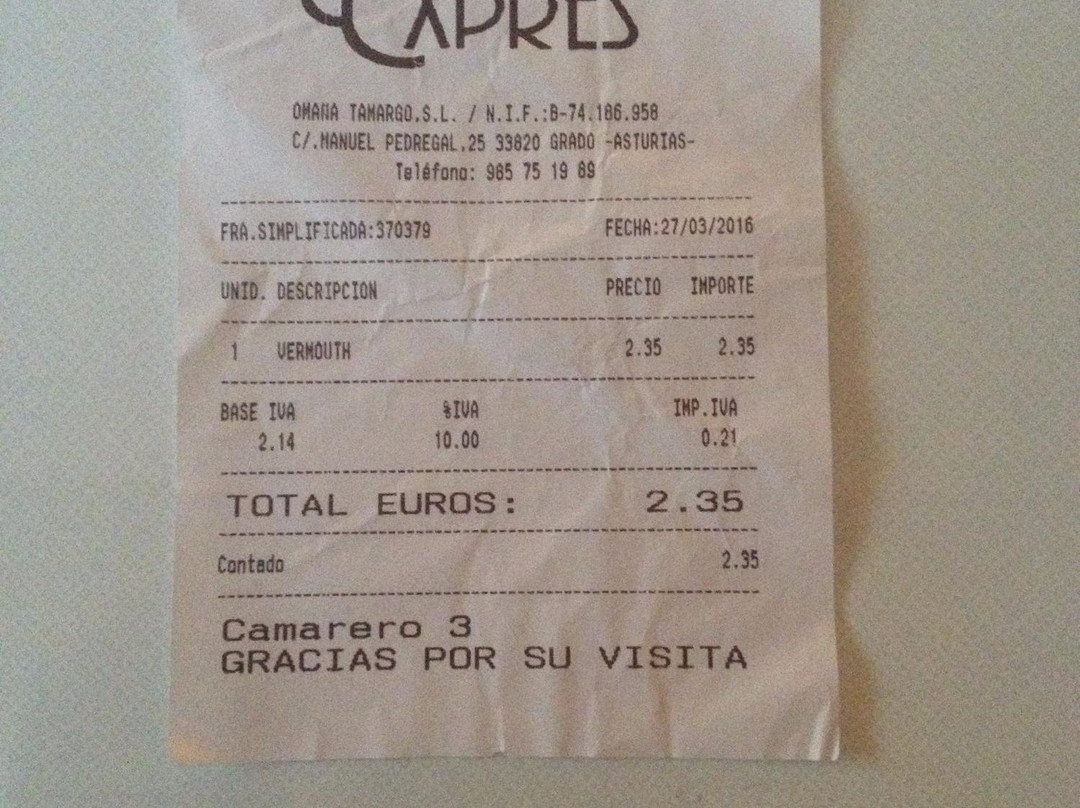 CAPRES
OMAÑA TAMARGO.S.L. / N.I.F.:B-74.186.958
C/.MANUEL PEDREGAL.25 33820 GRADO -ASTURIAS-
Teléfono: 985 75 19 89
FRA.SIMPLIFICADA:370379 FECHA:27/03/2016
UNID. DESCRIPCION PRECIO IMPORTE
1 VERMOUTH 2.35 2.35
BASE IVA %IVA IMP.IVA
2.14 10.00 0.21
TOTAL EUROS: 2.35
Contado 2.35
Camarero 3
GRACIAS POR SU VISITA